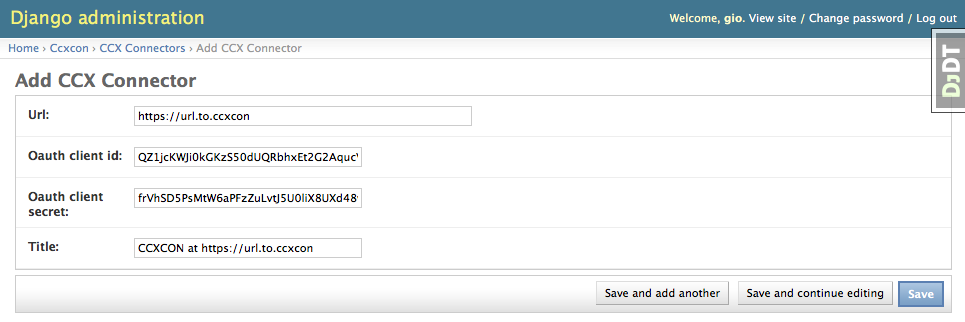 Django administration
Welcome, gio. View site / Change password / Log out
Home › Ccxcon › CCX Connectors › Add CCX Connector
DJDT
Add CCX Connector
Url:
https://url.to.ccxcon
Oauth client id:
QZ1jcKWJi0kGKzS50dUQRbhxEt2G2Aquc
Oauth client
secret:
frVhSD5PsMtW6aPFzZuLvtJ5U0liX8UXd48
Title:
CCXCON at https://url.to.ccxcon
Save and add another
Save and continue editing
Save